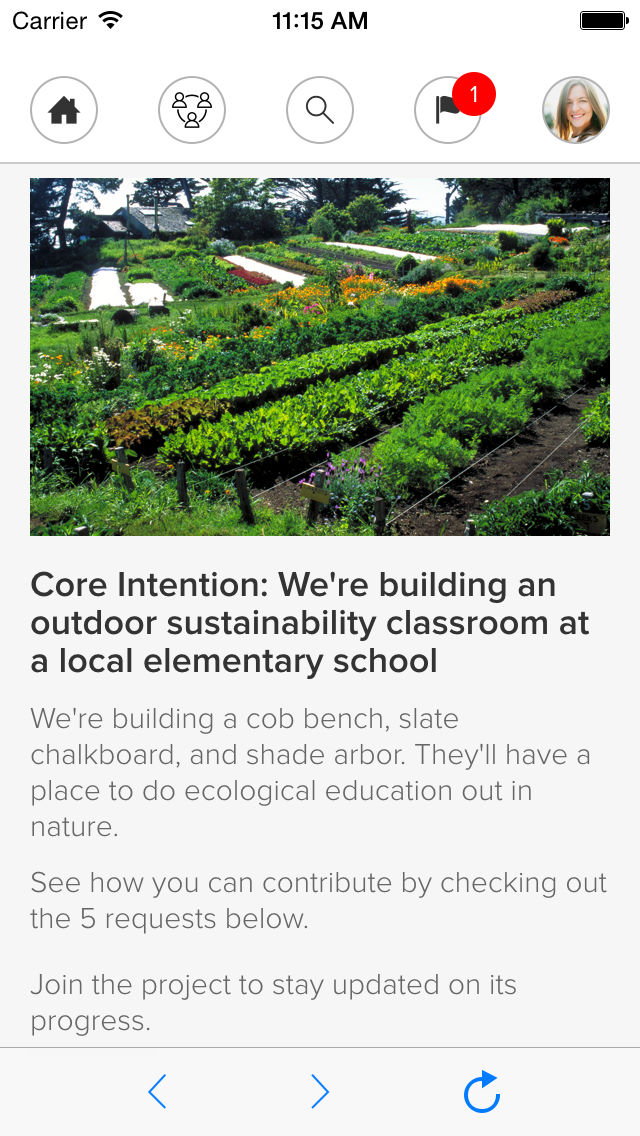 Carrier 11:15 AM
1
Core Intention: We're building an
outdoor sustainability classroom at
a local elementary school
We're building a cob bench, slate
chalkboard, and shade arbor. They'll have a
place to do ecological education out in
nature.
See how you can contribute by checking out
the 5 requests below.
Join the project to stay updated on its
progress.